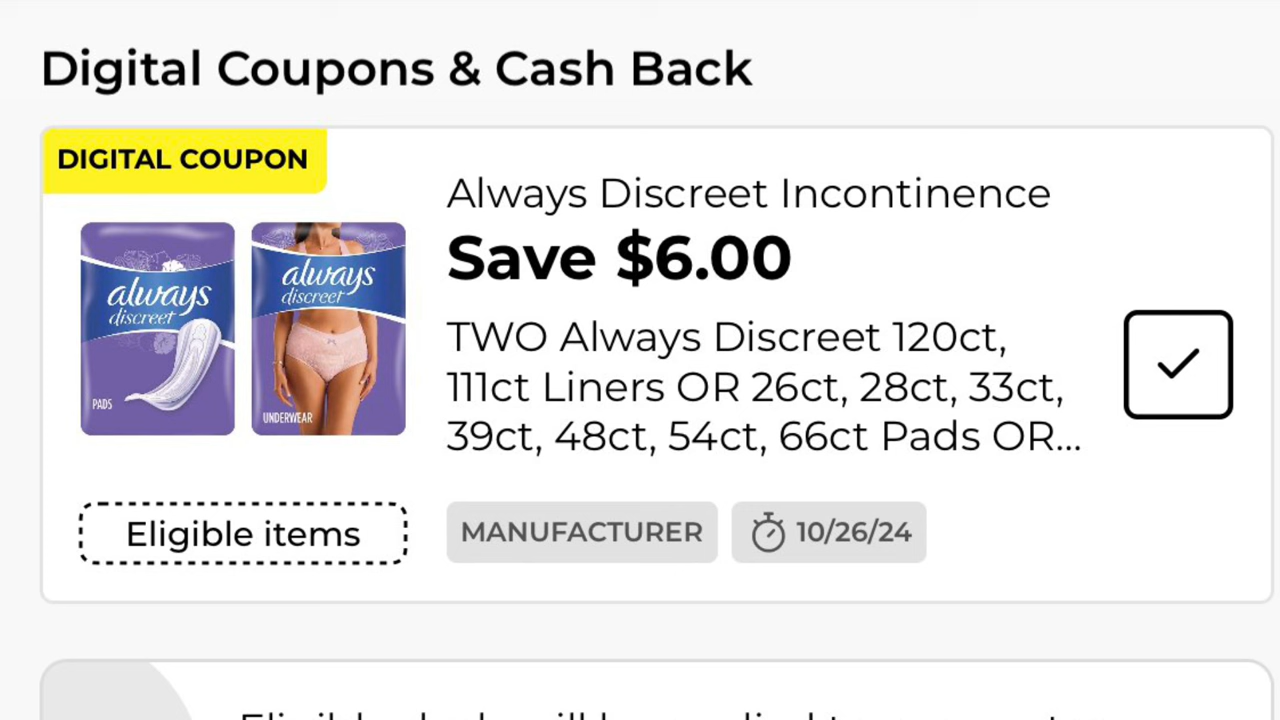 Digital Coupons & Cash Back
DIGITAL COUPON
Always Discreet Incontinence
Save $6.00
always
discreet
PADS
always
discreet
UNDERWEAR
TWO Always Discreet 120ct,
111ct Liners OR 26ct, 28ct, 33ct,
39ct, 48ct, 54ct, 66ct Pads OR...
Eligible items
MANUFACTURER
10/26/24